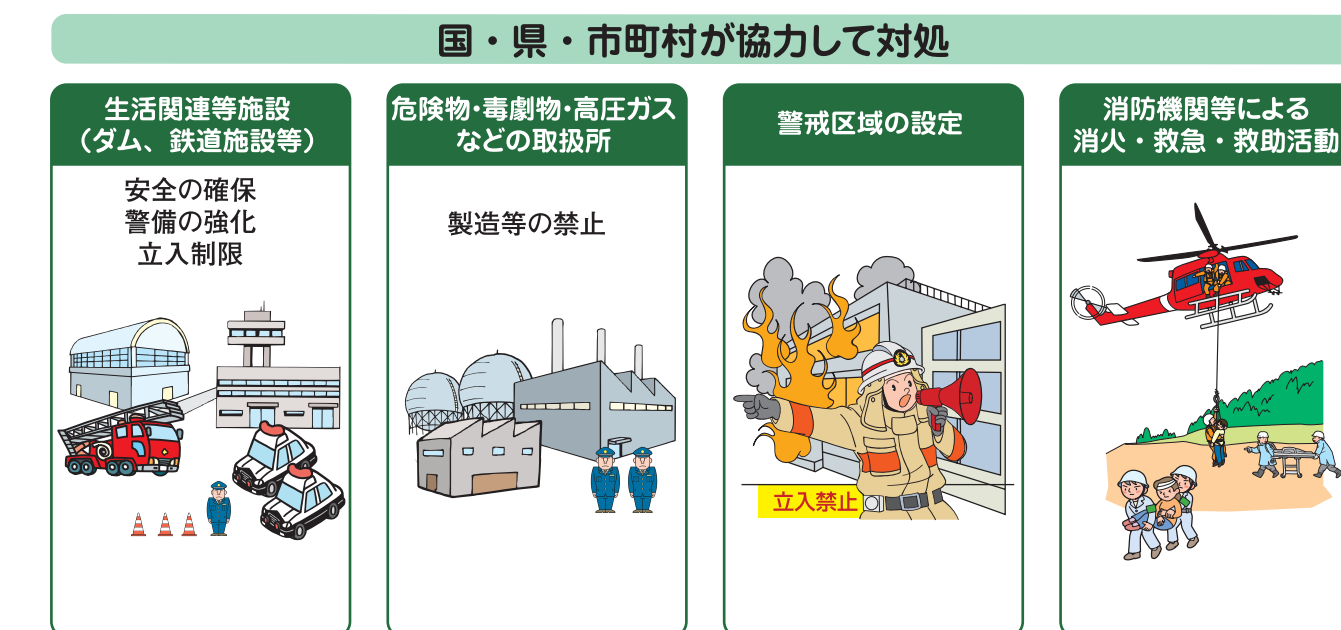 国・県・市町村が協力して対処
生活関連等施設
（ダム、鉄道施設等）
安全の確保
警備の強化
立入制限
危険物・毒劇物・高圧ガス
などの取扱所
製造等の禁止
警戒区域の設定
立入禁止
消防機関等による
消火・救急・救助活動